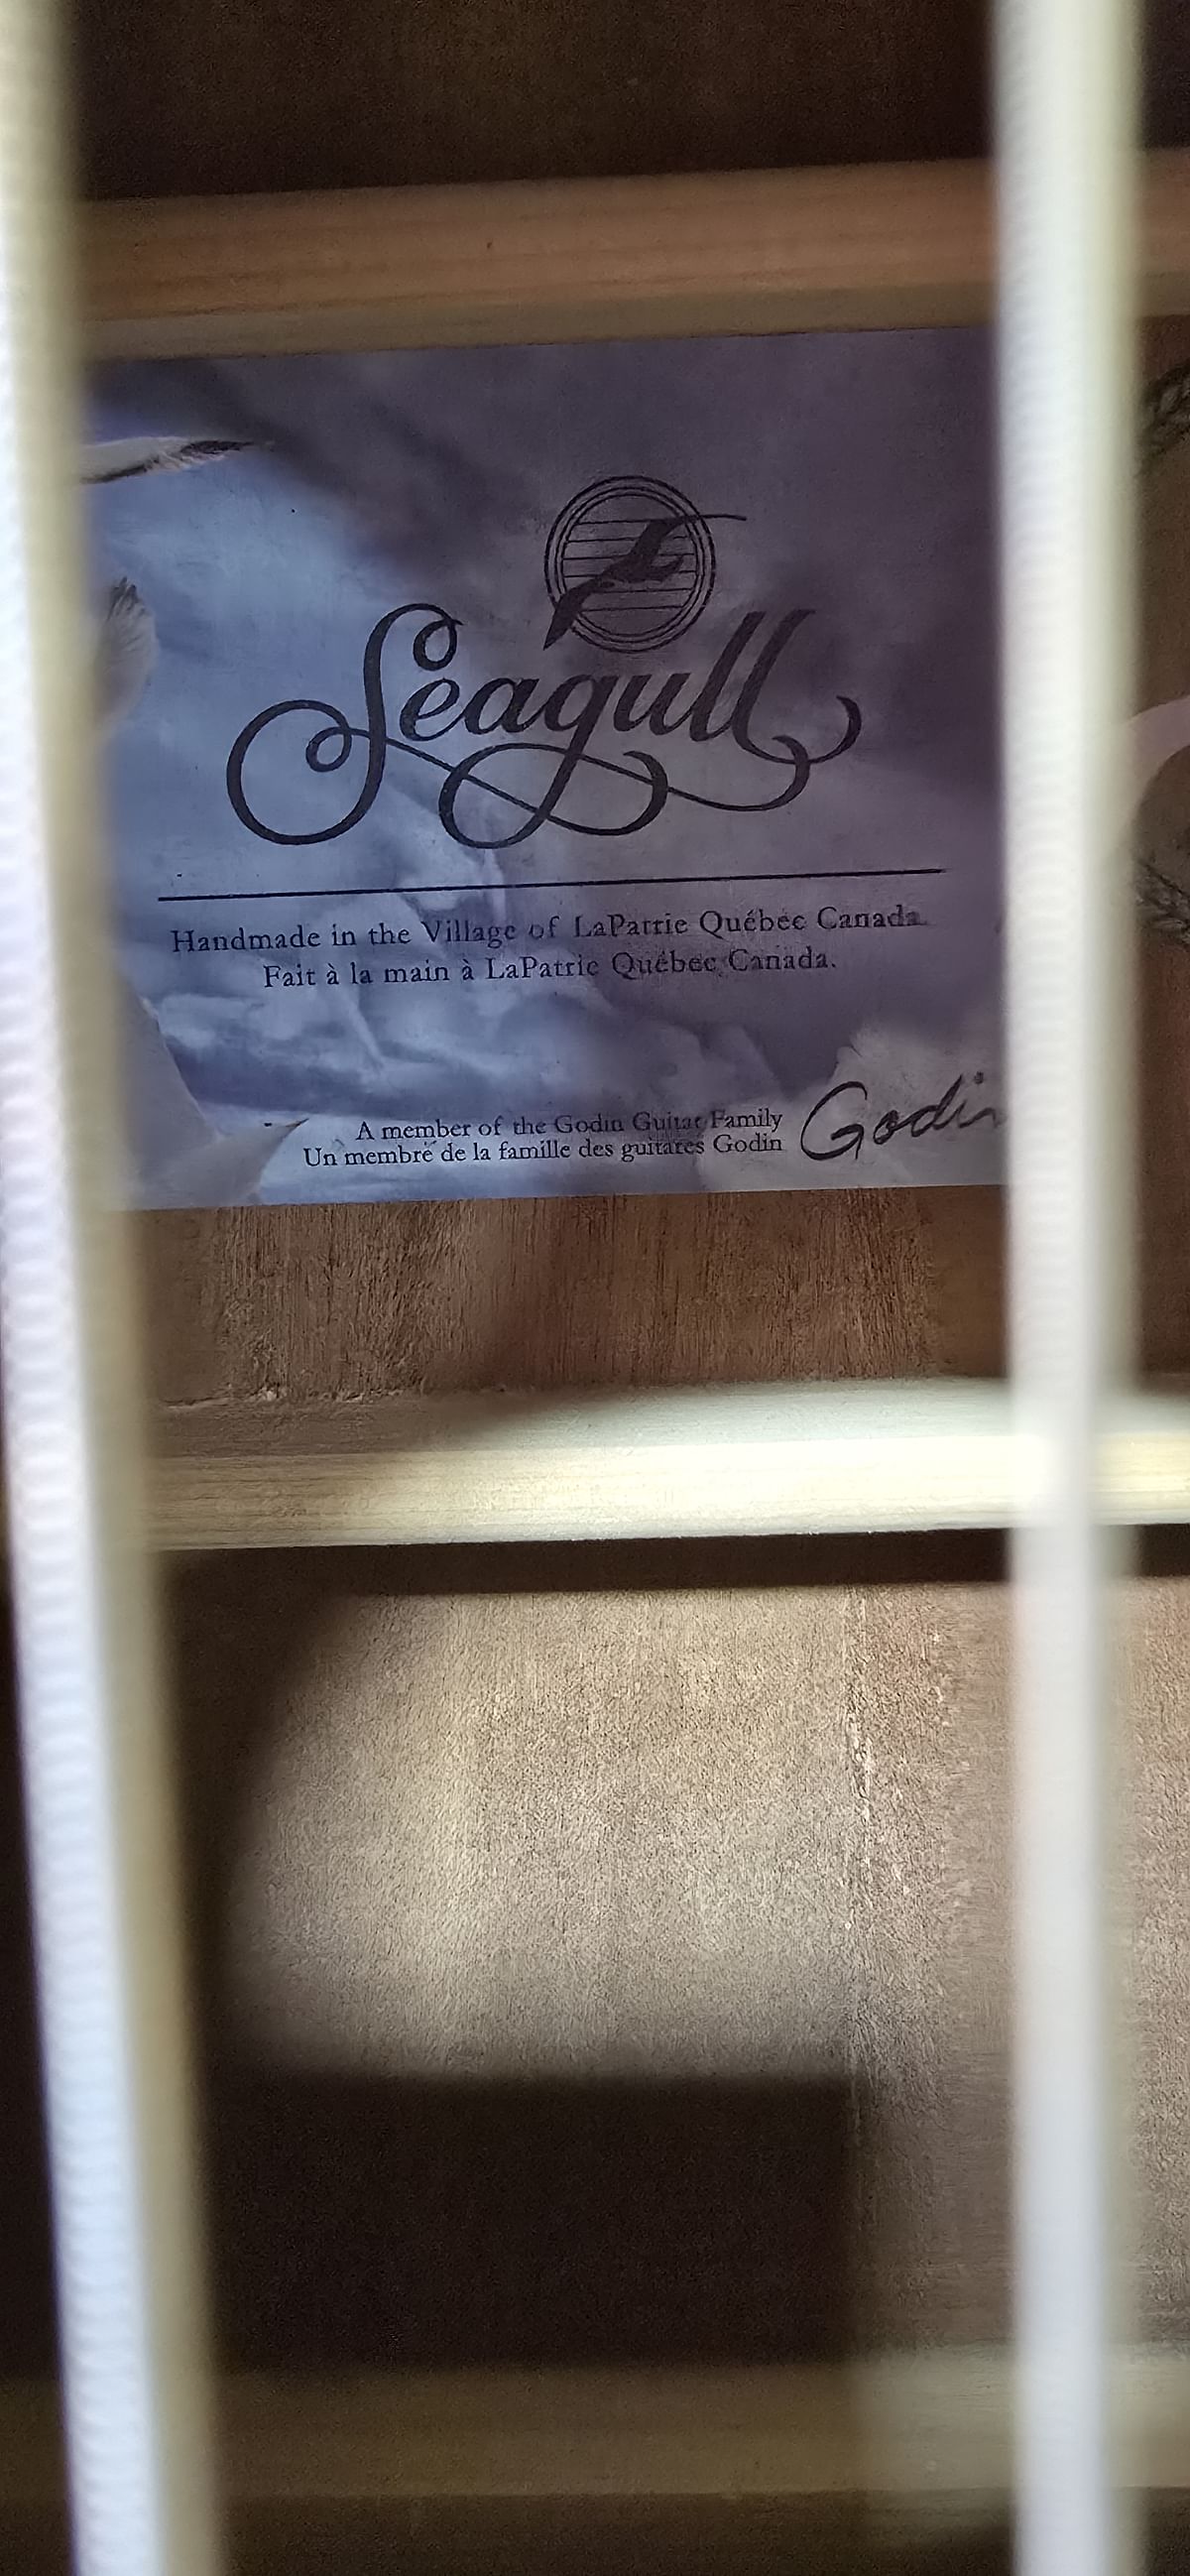 Seagull
Handmade in the Village of LaPatrie Québec Canada.
Fait à la main à LaPatrie Québec Canada.
A member of the Godin Guitar Family
Un membre de la famille des guitares Godin
Godin